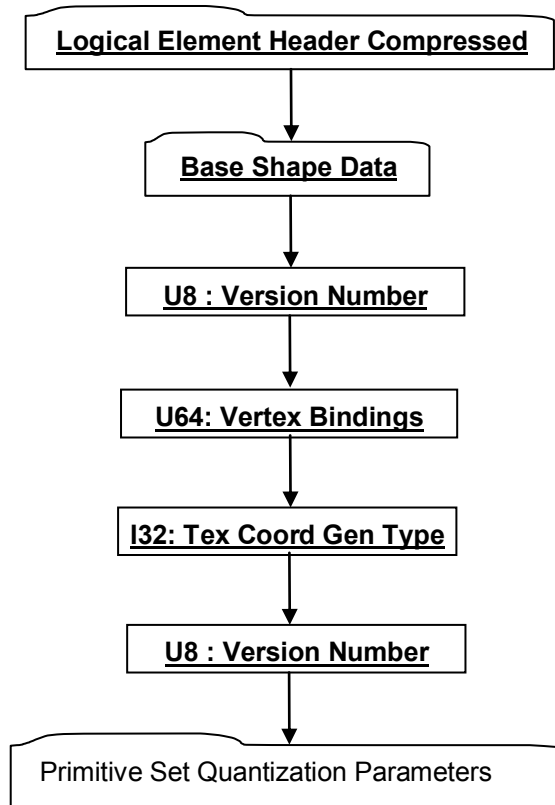 Logical Element Header Compressed
Base Shape Data
U8 : Version Number
U64: Vertex Bindings
I32: Tex Coord Gen Type
U8 : Version Number
Primitive Set Quantization Parameters